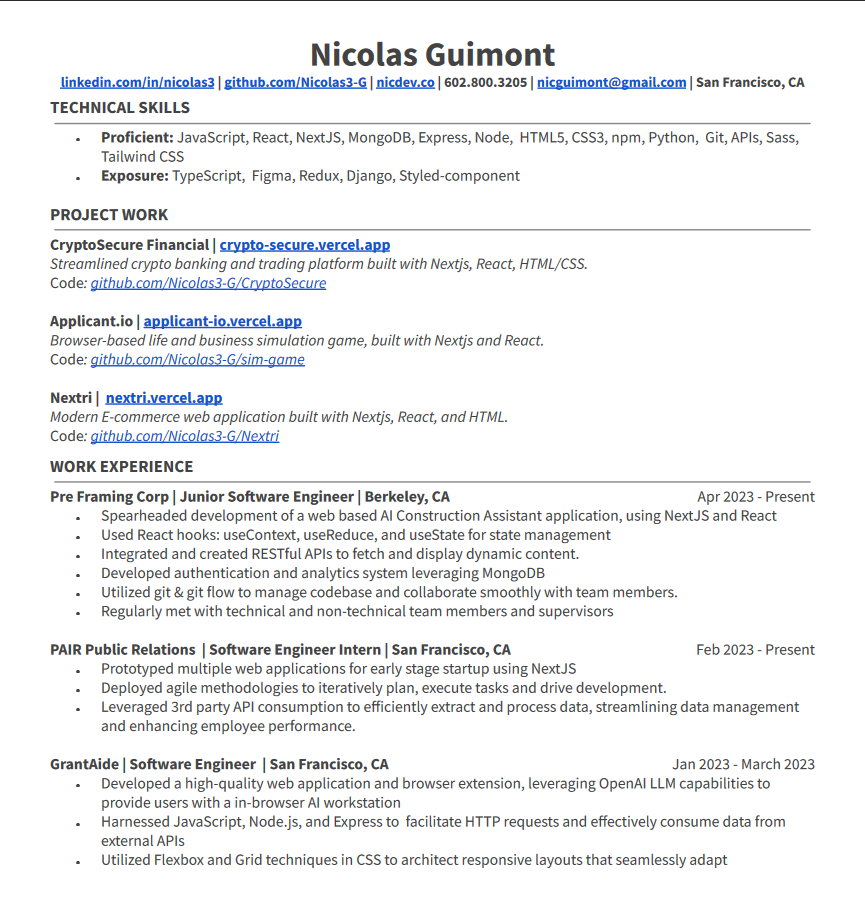 Nicolas Guimont
linkedin.com/in/nicolas3 | github.com/Nicolas3-G | nicdev.co | 602.800.3205 | nicguimont@gmail.com | San Francisco, CA
TECHNICAL SKILLS
• Proficient: JavaScript, React, NextJS, MongoDB, Express, Node, HTML5, CSS3, npm, Python, Git, APIs, Sass,
Tailwind CSS
• Exposure: TypeScript, Figma, Redux, Django, Styled-component
PROJECT WORK
CryptoSecure Financial | crypto-secure.vercel.app
Streamlined crypto banking and trading platform built with Nextjs, React, HTML/CSS.
Code: github.com/Nicolas3-G/CryptoSecure
Applicant.io | applicant-io.vercel.app
Browser-based life and business simulation game, built with Nextjs and React.
Code: github.com/Nicolas3-G/sim-game
Nextri | nextri.vercel.app
Modern E-commerce web application built with Nextjs, React, and HTML.
Code: github.com/Nicolas3-G/Nextri
WORK EXPERIENCE
Pre Framing Corp | Junior Software Engineer | Berkeley, CA Apr 2023 - Present
• Spearheaded development of a web based AI Construction Assistant application, using NextJS and React
• Used React hooks: useContext, useReduce, and useState for state management
• Integrated and created RESTful APIs to fetch and display dynamic content.
• Developed authentication and analytics system leveraging MongoDB
• Utilized git & git flow to manage codebase and collaborate smoothly with team members.
• Regularly met with technical and non-technical team members and supervisors
PAIR Public Relations | Software Engineer Intern | San Francisco, CA Feb 2023 - Present
• Prototyped multiple web applications for early stage startup using NextJS
• Deployed agile methodologies to iteratively plan, execute tasks and drive development.
• Leveraged 3rd party API consumption to efficiently extract and process data, streamlining data management
and enhancing employee performance.
GrantAide | Software Engineer | San Francisco, CA Jan 2023 - March 2023
• Developed a high-quality web application and browser extension, leveraging OpenAI LLM capabilities to
provide users with a in-browser AI workstation
• Harnessed JavaScript, Node.js, and Express to facilitate HTTP requests and effectively consume data from
external APIs
• Utilized Flexbox and Grid techniques in CSS to architect responsive layouts that seamlessly adapt